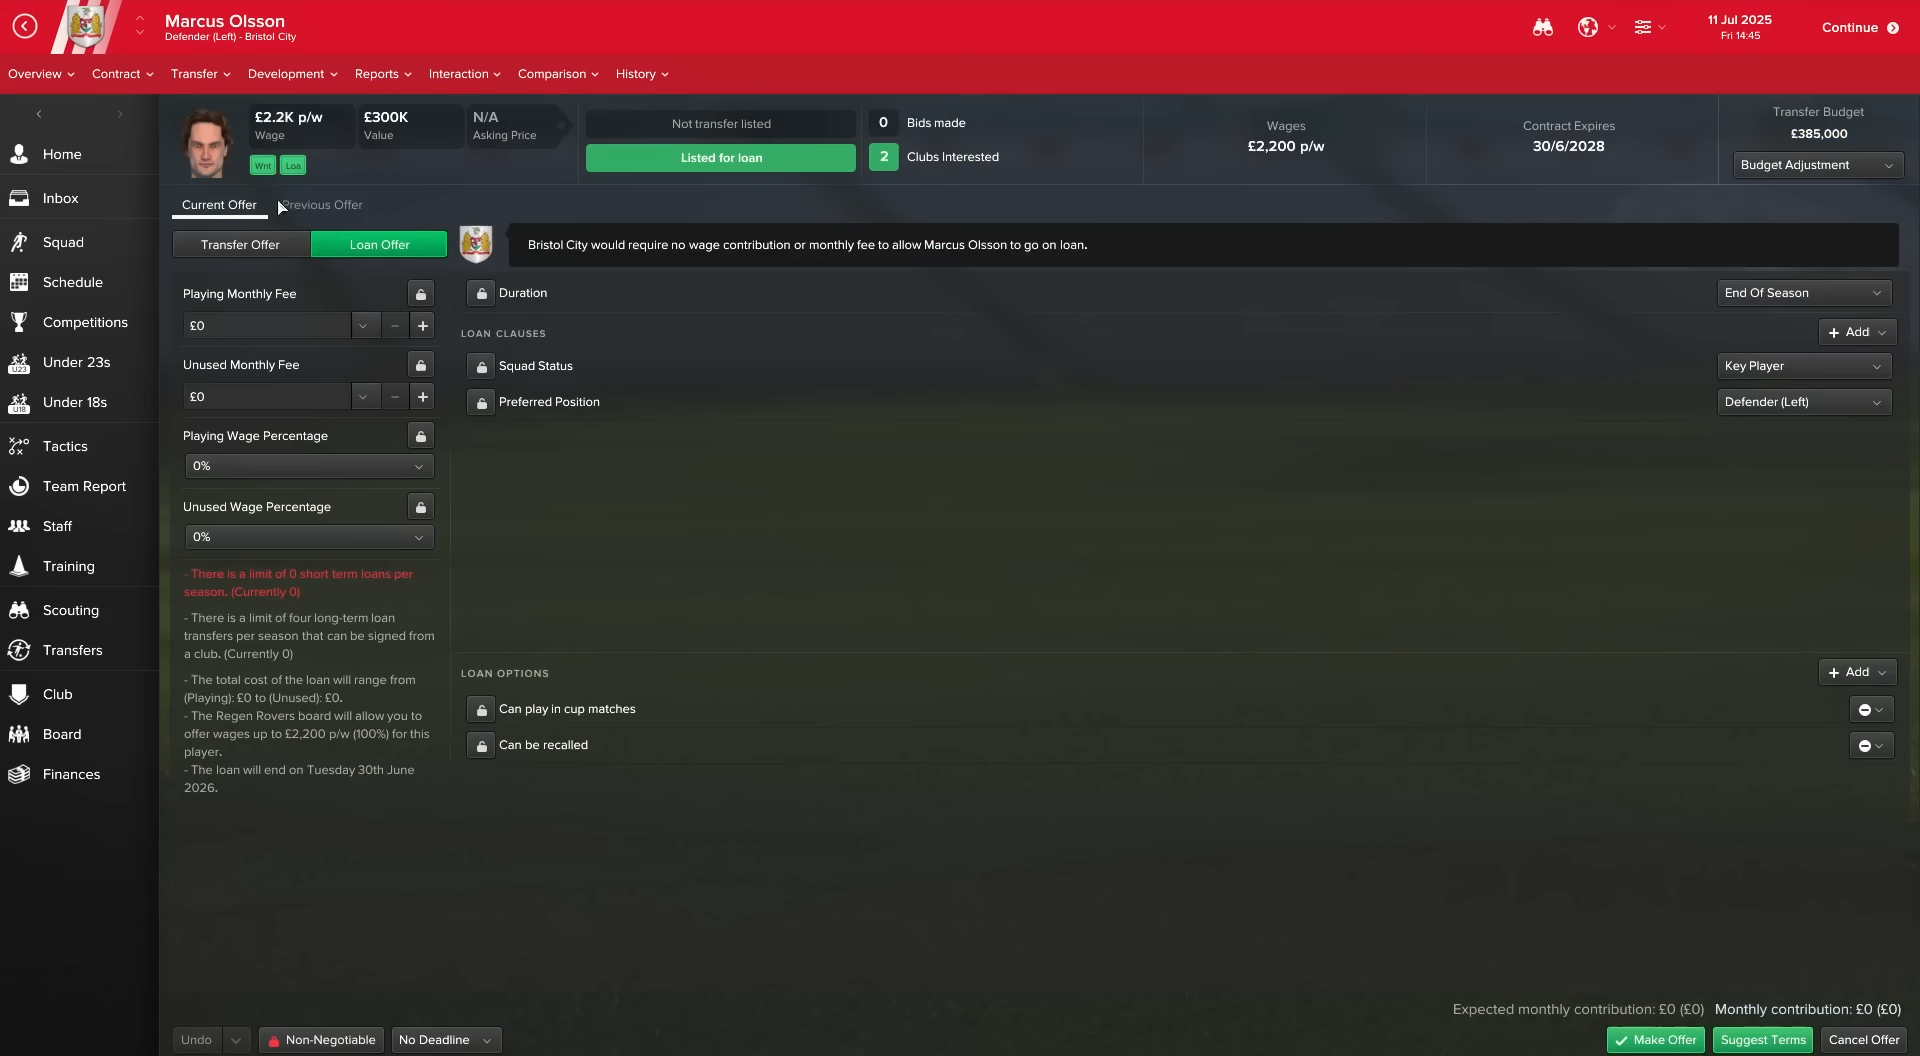 Marcus Olsson
Defender (Left) - Bristol City
11 Jul 2025
Fri 14:45
Continue
Overview
Contract
Transfer
Development
Reports
Interaction
Comparison
History
Home
Inbox
Squad
Schedule
Competitions
U23
Under 23s
U18
Under 18s
Tactics
Team Report
Staff
Training
Scouting
Transfers
Club
Board
Finances
£2.2K p/w
Wage
£300K
Value
N/A
Asking Price
Wnt
Loa
Not transfer listed
Listed for loan
0 Bids made
2 Clubs Interested
Wages
£2,200 p/w
Contract Expires
30/6/2028
Transfer Budget
£385,000
Budget Adjustment
Current Offer
Previous Offer
Transfer Offer
Loan Offer
Bristol City would require no wage contribution or monthly fee to allow Marcus Olsson to go on loan.
Playing Monthly Fee
£0
Unused Monthly Fee
£0
Playing Wage Percentage
0%
Unused Wage Percentage
0%
- There is a limit of 0 short term loans per
season. (Currently 0)
- There is a limit of four long-term loan
transfers per season that can be signed from
a club. (Currently 0)
- The total cost of the loan will range from
(Playing): £0 to (Unused): £0.
- The Regen Rovers board will allow you to
offer wages up to £2,200 p/w (100%) for this
player.
- The loan will end on Tuesday 30th June
2026.
Duration
End Of Season
LOAN CLAUSES
+ Add
Squad Status
Key Player
Preferred Position
Defender (Left)
LOAN OPTIONS
+ Add
Can play in cup matches
Can be recalled
Expected monthly contribution: £0 (£0) Monthly contribution: £0 (£0)
Undo
Non-Negotiable
No Deadline
Make Offer
Suggest Terms
Cancel Offer